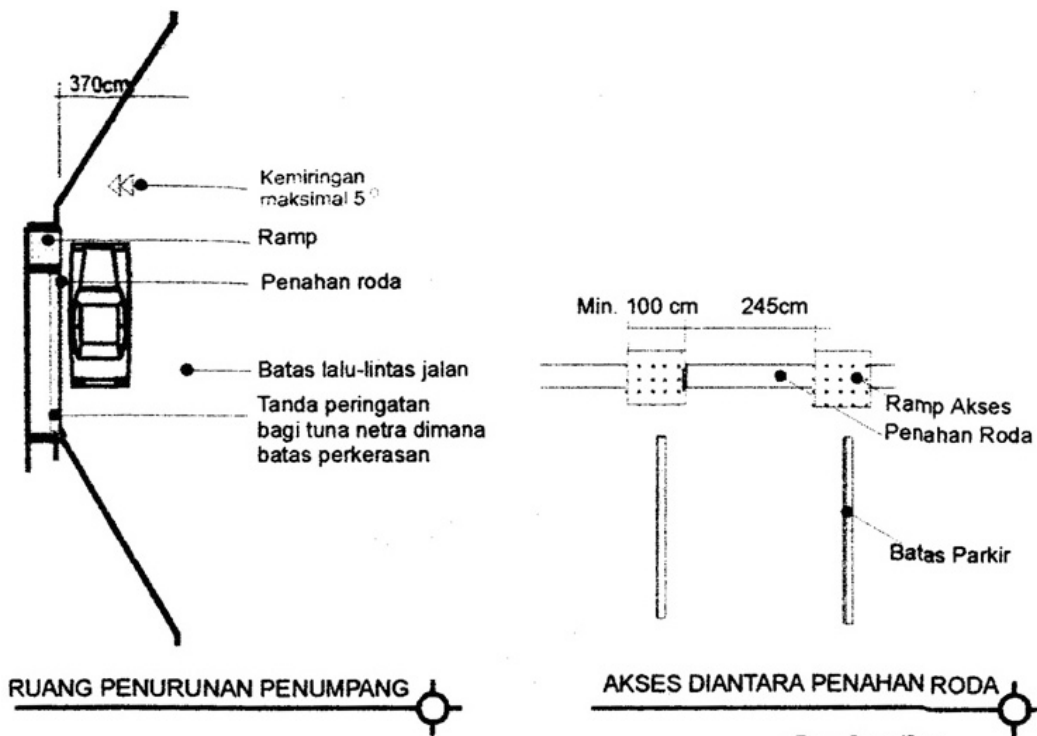 370cm
Kemiringan
maksimal 5°
Ramp
Penahan roda
Batas lalu-lintas jalan
Tanda peringatan
bagi tuna netra dimana
batas perkerasan
RUANG PENURUNAN PENUMPANG
Min. 100 cm
245cm
Ramp Akses
Penahan Roda
Batas Parkir
AKSES DIANTARA PENAHAN RODA